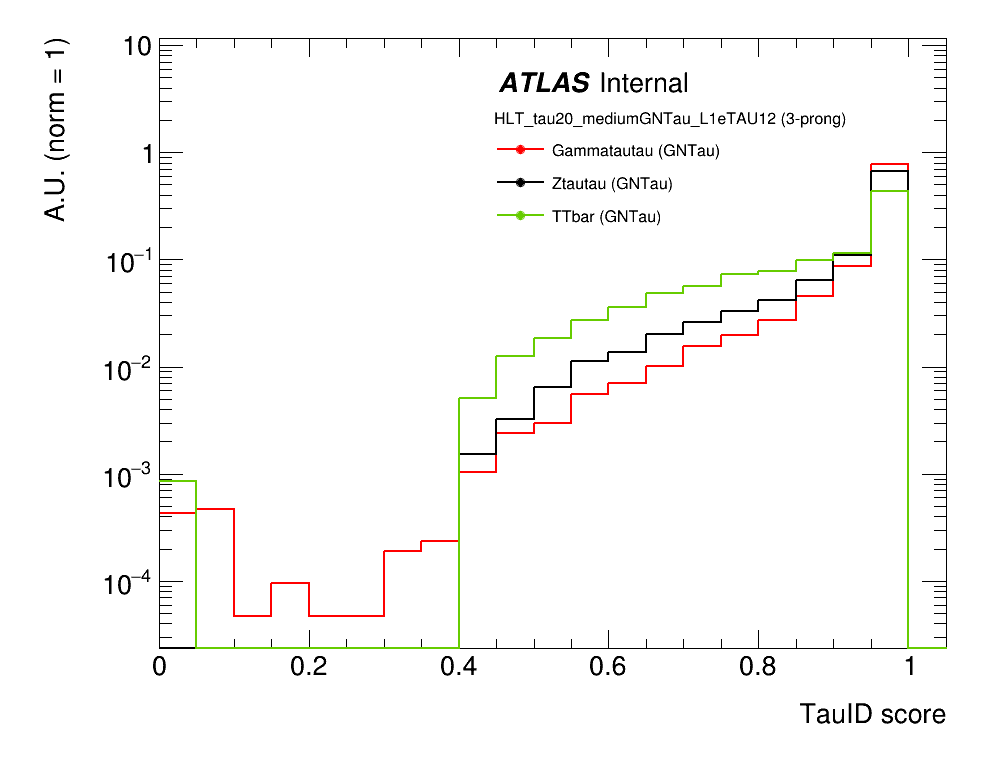 A.U. (norm = 1)
10
1
10⁻¹
10⁻²
10⁻³
10⁻⁴
ATLAS Internal
HLT_tau20_mediumGNTau_L1eTAU12 (3-prong)
Gammatautau (GNTau)
Ztautau (GNTau)
TTbar (GNTau)
0 0.2 0.4 0.6 0.8 1
TauID score